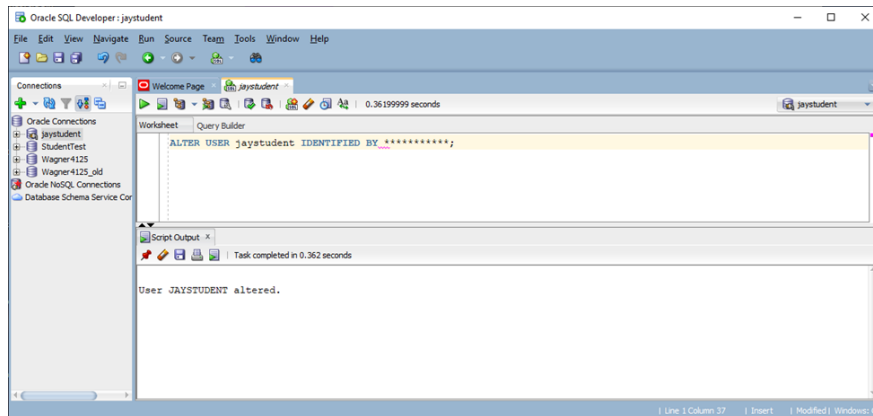 Oracle SQL Developer : jaystudent
File Edit View Navigate Run Source Team Tools Window Help
Connections
Welcome Page
jaystudent
0.36199999 seconds
jaystudent
Oracle Connections
jaystudent
StudentTest
Wagner4125
Wagner4125_old
Oracle NoSQL Connections
Database Schema Service Cor
Worksheet Query Builder
ALTER USER jaystudent IDENTIFIED BY **********;
Script Output
Task completed in 0.362 seconds
User JAYSTUDENT altered.
| Line 1 Column 37 | Insert | Modified | Windows: